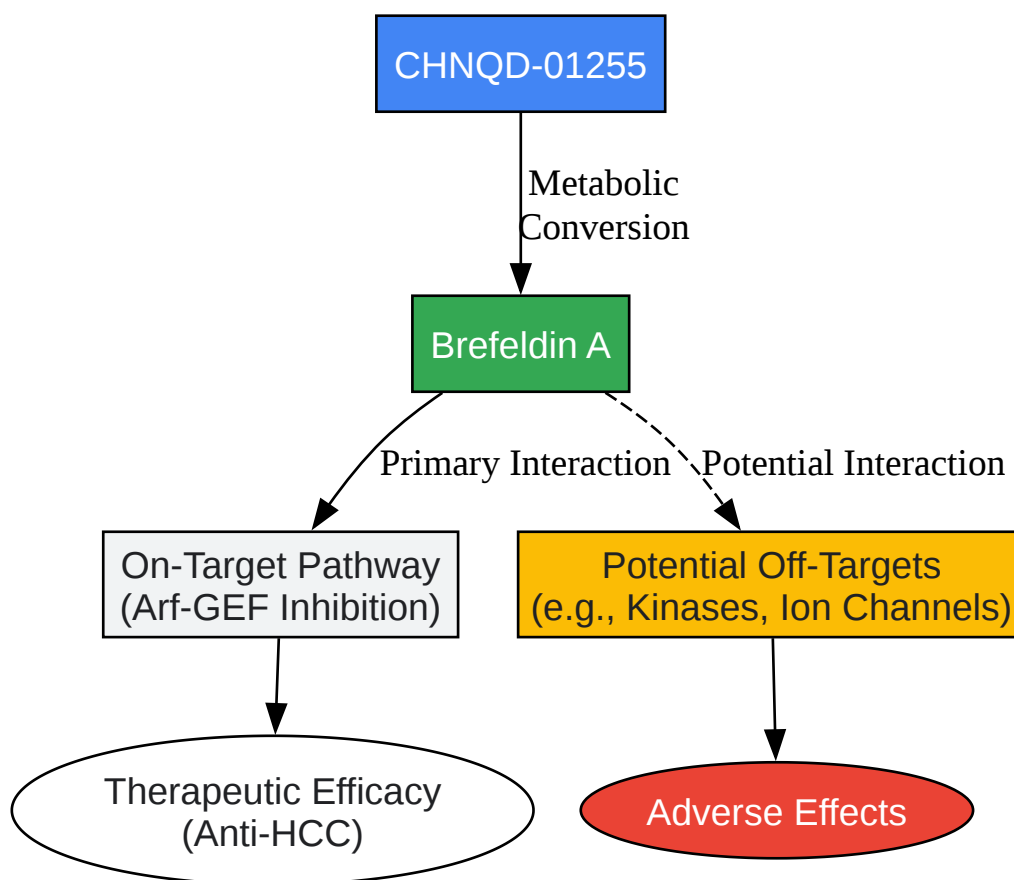 CHNQD-01255
Metabolic
Conversion
Brefeldin A
Primary Interaction
Potential Interaction
On-Target Pathway
(Arf-GEF Inhibition)
Potential Off-Targets
(e.g., Kinases, Ion Channels)
Therapeutic Efficacy
(Anti-HCC)
Adverse Effects